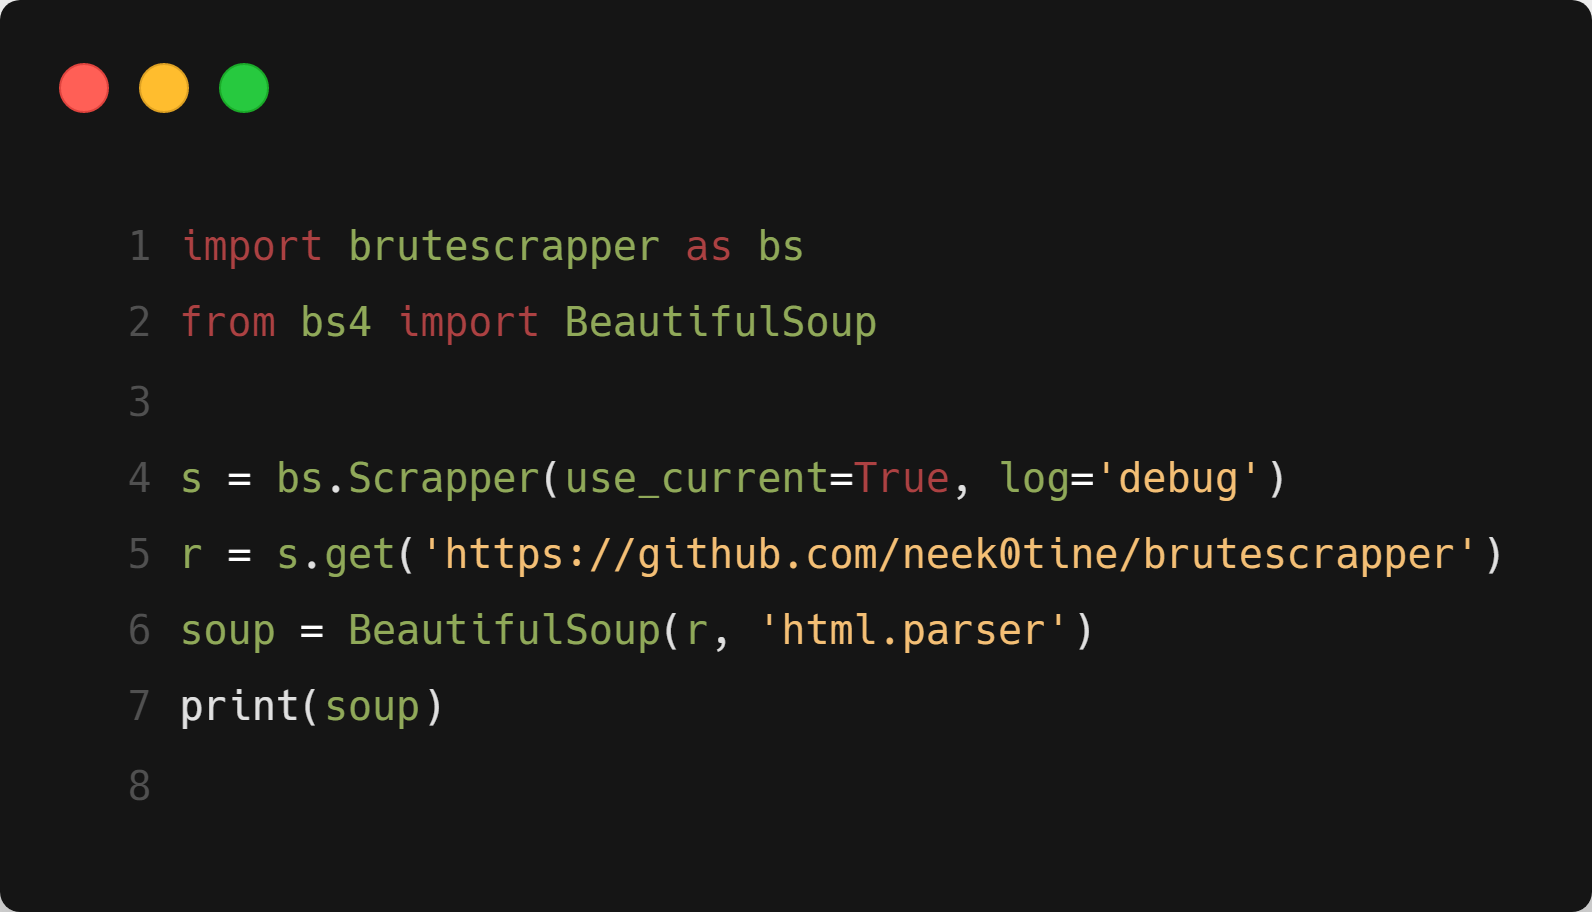 1 import brutescrapper as bs
2 from bs4 import BeautifulSoup
3
4 s = bs.Scrapper(use_current=True, log='debug')
5 r = s.get('https://github.com/neek0tine/brutescrapper')
6 soup = BeautifulSoup(r, 'html.parser')
7 print(soup)
8